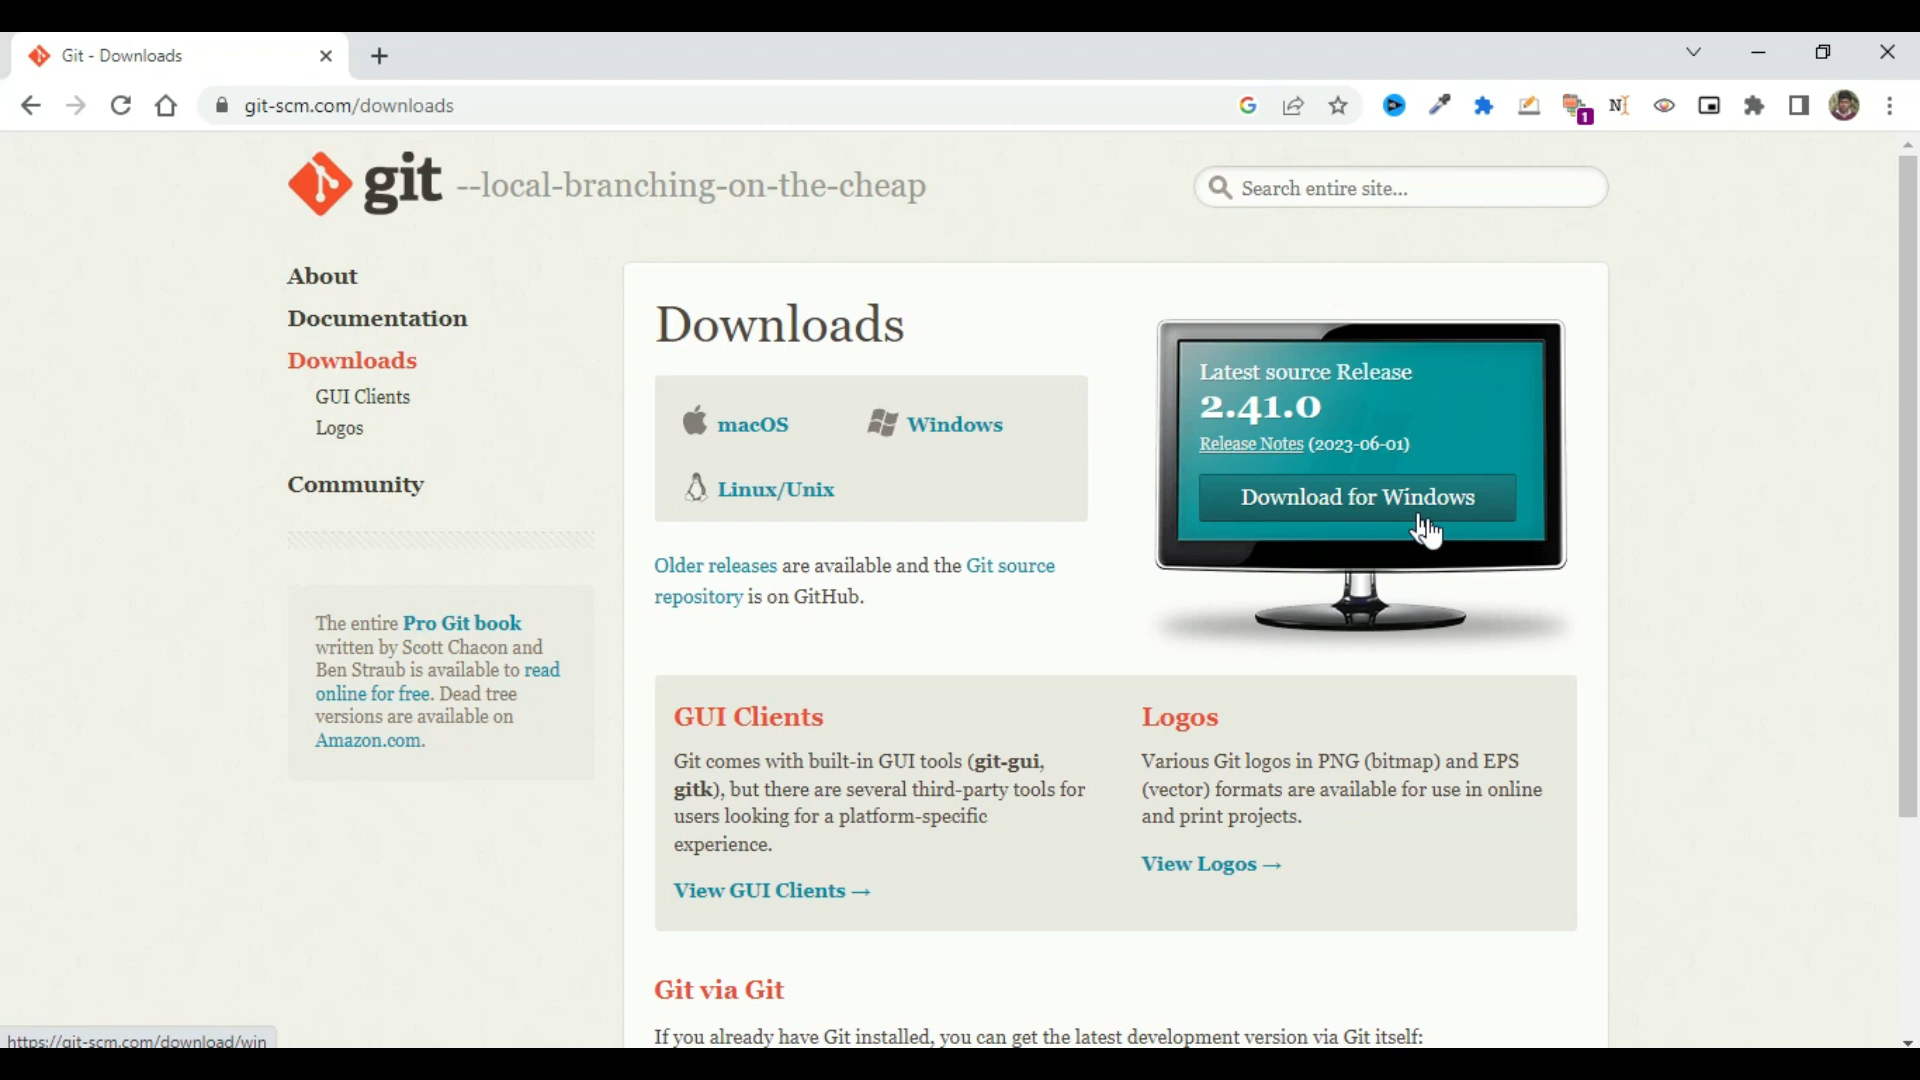 Git - Downloads
git-scm.com/downloads
1
git --local-branching-on-the-cheap
Search entire site...
About
Documentation
Downloads
GUI Clients
Logos
Community
The entire Pro Git book
written by Scott Chacon and
Ben Straub is available to read
online for free. Dead tree
versions are available on
Amazon.com.
Downloads
macOS
Windows
Linux/Unix
Older releases are available and the Git source
repository is on GitHub.
Latest source Release
2.41.0
Release Notes (2023-06-01)
Download for Windows
GUI Clients
Git comes with built-in GUI tools (git-gui,
gitk), but there are several third-party tools for
users looking for a platform-specific
experience.
View GUI Clients →
Logos
Various Git logos in PNG (bitmap) and EPS
(vector) formats are available for use in online
and print projects.
View Logos →
Git via Git
If you already have Git installed, you can get the latest development version via Git itself:
https://git-scm.com/download/win